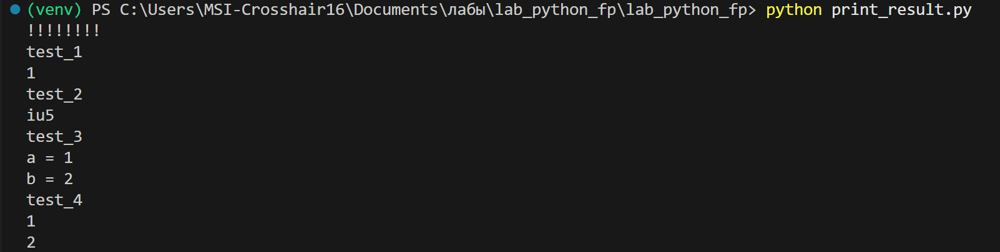 (venv) PS C:\Users\MSI-Crosshair16\Documents\лабы\lab_python_fp\lab_python_fp> python print_result.py
!!!!!!!!
test_1
1
test_2
iu5
test_3
a = 1
b = 2
test_4
1
2